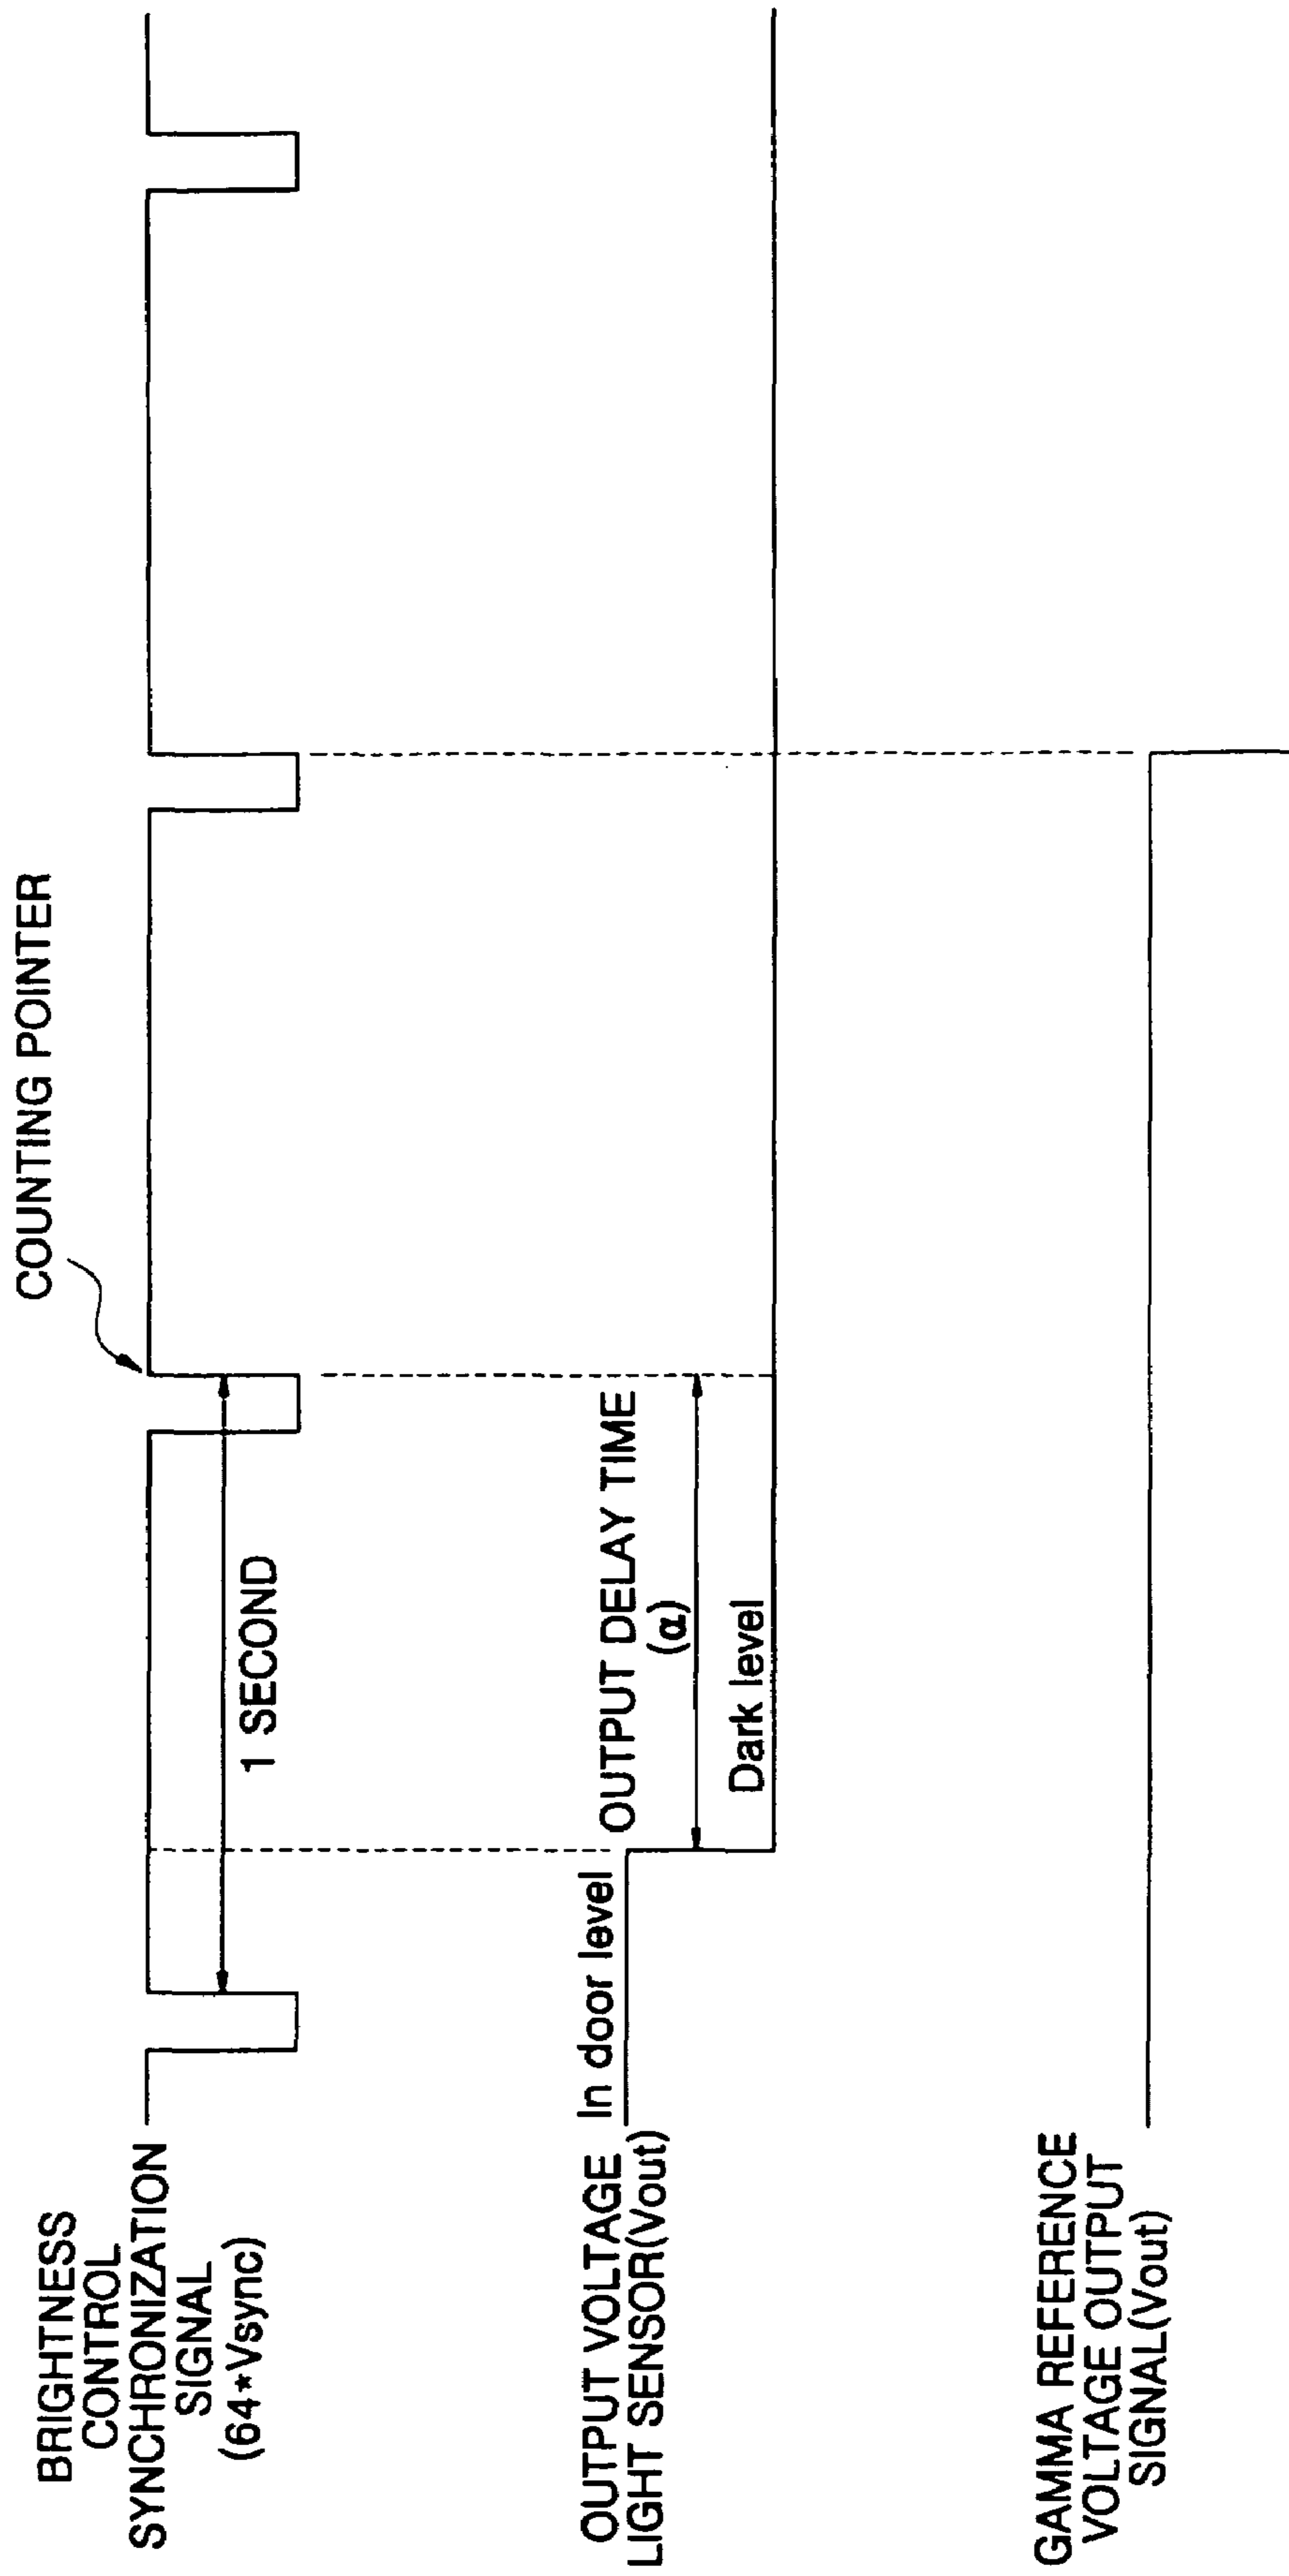 BRIGHTNESS
CONTROL
SYNCHRONIZATION
SIGNAL
(64*Vsync)
COUNTING POINTER
1 SECOND
OUTPUT VOLTAGE
LIGHT SENSOR(Vout)
In door level
OUTPUT DELAY TIME
(α)
Dark level
GAMMA REFERENCE
VOLTAGE OUTPUT
SIGNAL(Vout)